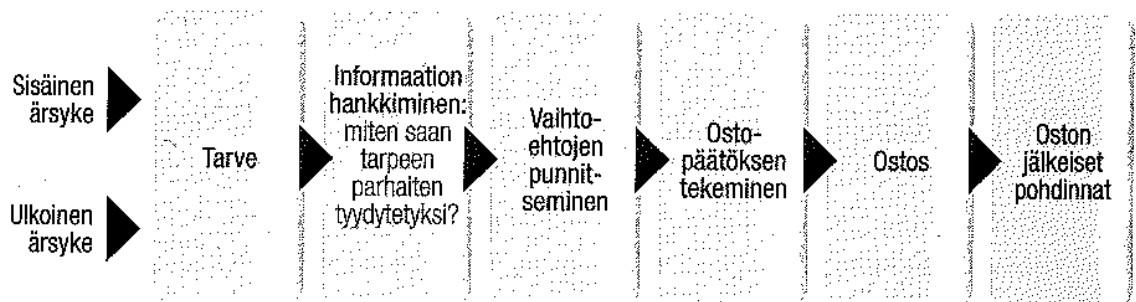 Sisäinen
ärsyke
Ulkoinen
ärsyke
Tarve
Informaation
hankkiminen:
miten saan
tarpeen
parhaiten
tyydytetyksi?
Vaihto-
ehtojen
punnit-
seminen
Osto-
päätöksen
tekeminen
Ostos
Oston
jälkeiset
pohdinnat